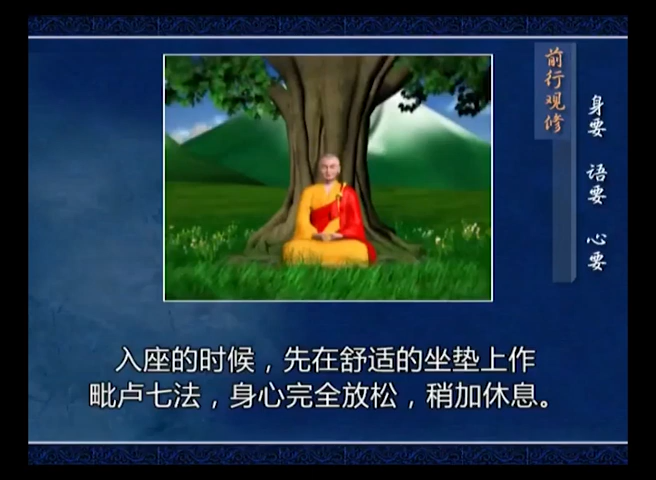 前行观修
身要 语要 心要
入座的时候，先在舒适的坐垫上作
毗卢七法，身心完全放松，稍加休息。